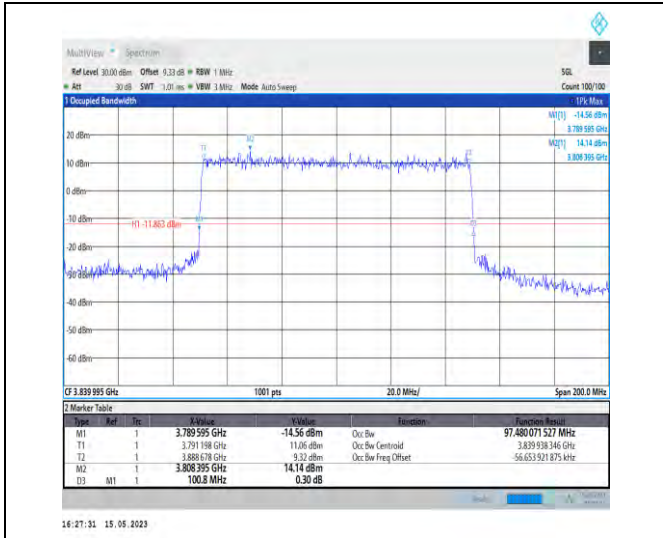 MultiView Spectrum
Ref Level 30.00 dBm Offset 9.33 dB RBW 1 MHz SGL
Att 30 dB SWT 1.01 ms VBW 3 MHz Mode Auto Sweep Count 100/100
1 Occupied Bandwidth 1Pk Max
M1[1] -14.56 dBm
3.789 595 GHz
M2[1] 14.14 dBm
3.808 395 GHz
20 dBm
M2
T1
10 dBm
0 dBm
-10 dBm
H1 -11.863 dBm
-20 dBm
-30 dBm
-40 dBm
-50 dBm
-60 dBm
CF 3.839 995 GHz 1001 pts 20.0 MHz/ Span 200.0 MHz
2 Marker Table
Type Ref Trc X-Value Y-Value Function Function Result
M1 1 3.789 595 GHz -14.56 dBm Occ Bw 97.480 071 527 MHz
T1 1 3.791 198 GHz 11.06 dBm Occ Bw Centroid 3.839 938 346 GHz
T2 1 3.888 678 GHz 9.32 dBm Occ Bw Freq Offset -56.653 921 875 kHz
M2 1 3.808 395 GHz 14.14 dBm
D3 M1 1 100.8 MHz 0.30 dB
16:27:31 15.05.2023